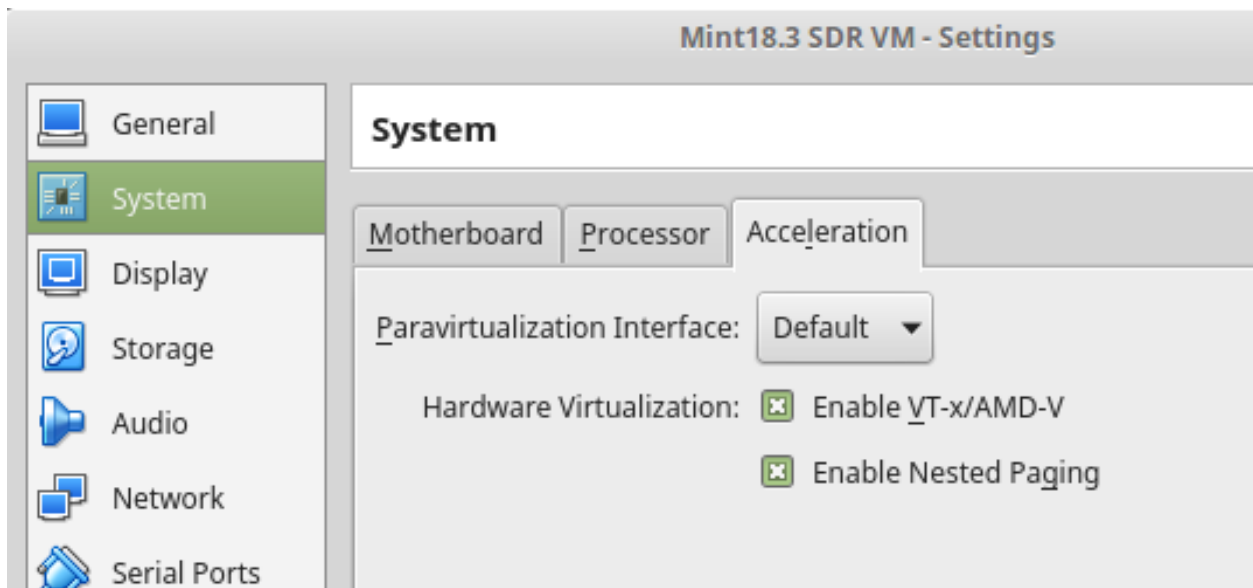 Mint18.3 SDR VM - Settings
General
System
Display
Storage
Audio
Network
Serial Ports
System
Motherboard Processor Acceleration
Paravirtualization Interface: Default
Hardware Virtualization: Enable VT-x/AMD-V
Enable Nested Paging